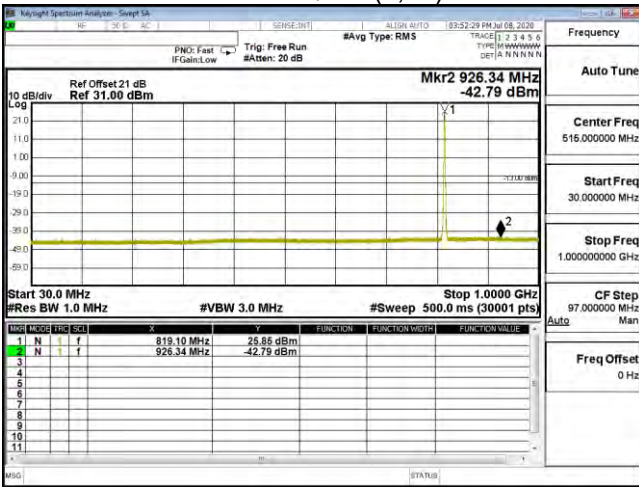 Keysight Spectrum Analyzer - Swept SA
RF 50 Ω AC SENSE:INT ALIGN AUTO 03:52:29 PM Jul 08, 2020
#Avg Type: RMS
TRACE 1 2 3 4 5 6
TYPE M WWWWW
DET A N N N N N
PNO: Fast Trig: Free Run
IFGain:Low #Atten: 20 dB
Frequency
Auto Tune
Center Freq
515.000000 MHz
Start Freq
30.000000 MHz
Stop Freq
1.000000000 GHz
CF Step
97.000000 MHz
Auto Man
Freq Offset
0 Hz
Mkr2 926.34 MHz
-42.79 dBm
Ref Offset 21 dB
10 dB/div Ref 31.00 dBm
Log
21.0
11.0
1.00
-9.00
-19.0
-29.0
-39.0
-49.0
-59.0
1
-13.00 dBm
2
Start 30.0 MHz Stop 1.0000 GHz
#Res BW 1.0 MHz #VBW 3.0 MHz #Sweep 500.0 ms (30001 pts)
MKR MODE TRC SCL X Y FUNCTION FUNCTION WIDTH FUNCTION VALUE
1 N 1 f 819.10 MHz 25.85 dBm
2 N 1 f 926.34 MHz -42.79 dBm
3
4
5
6
7
8
9
10
11
MSG STATUS